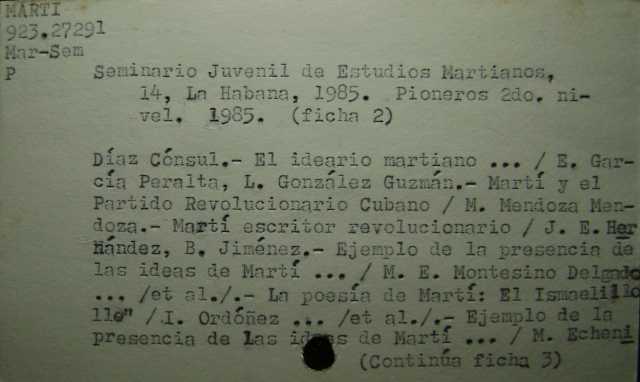 MARTI
923.27291
Mar-Sem
P Seminario Juvenil de Estudios Martianos,
14, La Habana, 1985. Pioneros 2do. ni-
vel. 1985. (ficha 2)
Díaz Cónsul.- El ideario martiano ... / E. Gar-
cía Peralta, L. González Guzmán.- Martí y el
Partido Revolucionario Cubano / M. Mendoza Men-
doza.- Martí escritor revolucionario / J. E. Her
nández, B. Jiménez.- Ejemplo de la presencia de
las ideas de Martí ... / M. E. Montesino Delgado
... /et al./.- La poesía de Martí: El Ismaelillo
lle" / I. Ordóñez ... /et al./.- Ejemplo de la
presencia de las ideas de Martí ... / M. Echeni
(Continúa ficha 3)